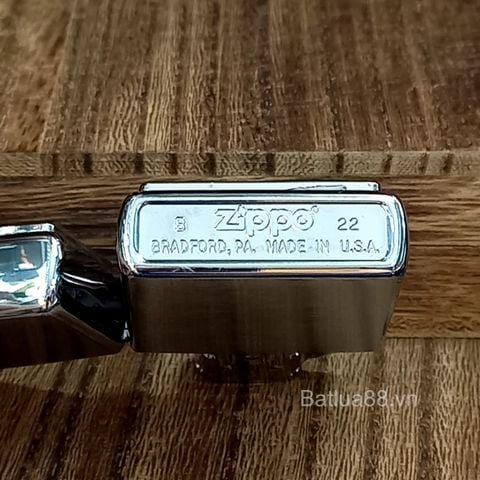 B Zippo® 22
BRADFORD, PA. MADE IN U.S.A.
Batlua88.vn